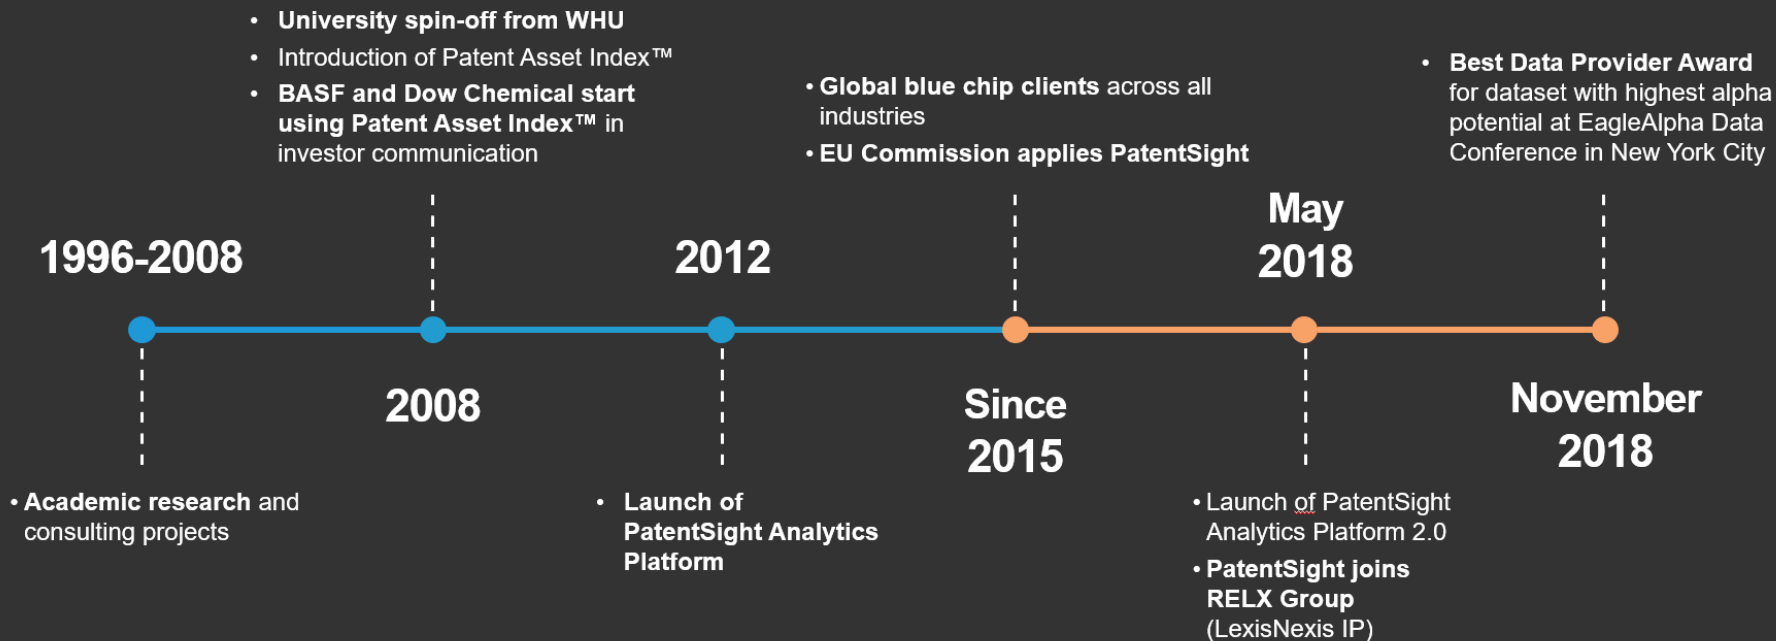 • University spin-off from WHU
• Introduction of Patent Asset Index™
• BASF and Dow Chemical start
using Patent Asset Index™ in
investor communication
• Global blue chip clients across all
industries
• EU Commission applies PatentSight
• Best Data Provider Award
for dataset with highest alpha
potential at EagleAlpha Data
Conference in New York City
1996-2008
2012
May
2018
2008
Since
2015
November
2018
• Academic research and
consulting projects
• Launch of
PatentSight Analytics
Platform
• Launch of PatentSight
Analytics Platform 2.0
• PatentSight joins
RELX Group
(LexisNexis IP)